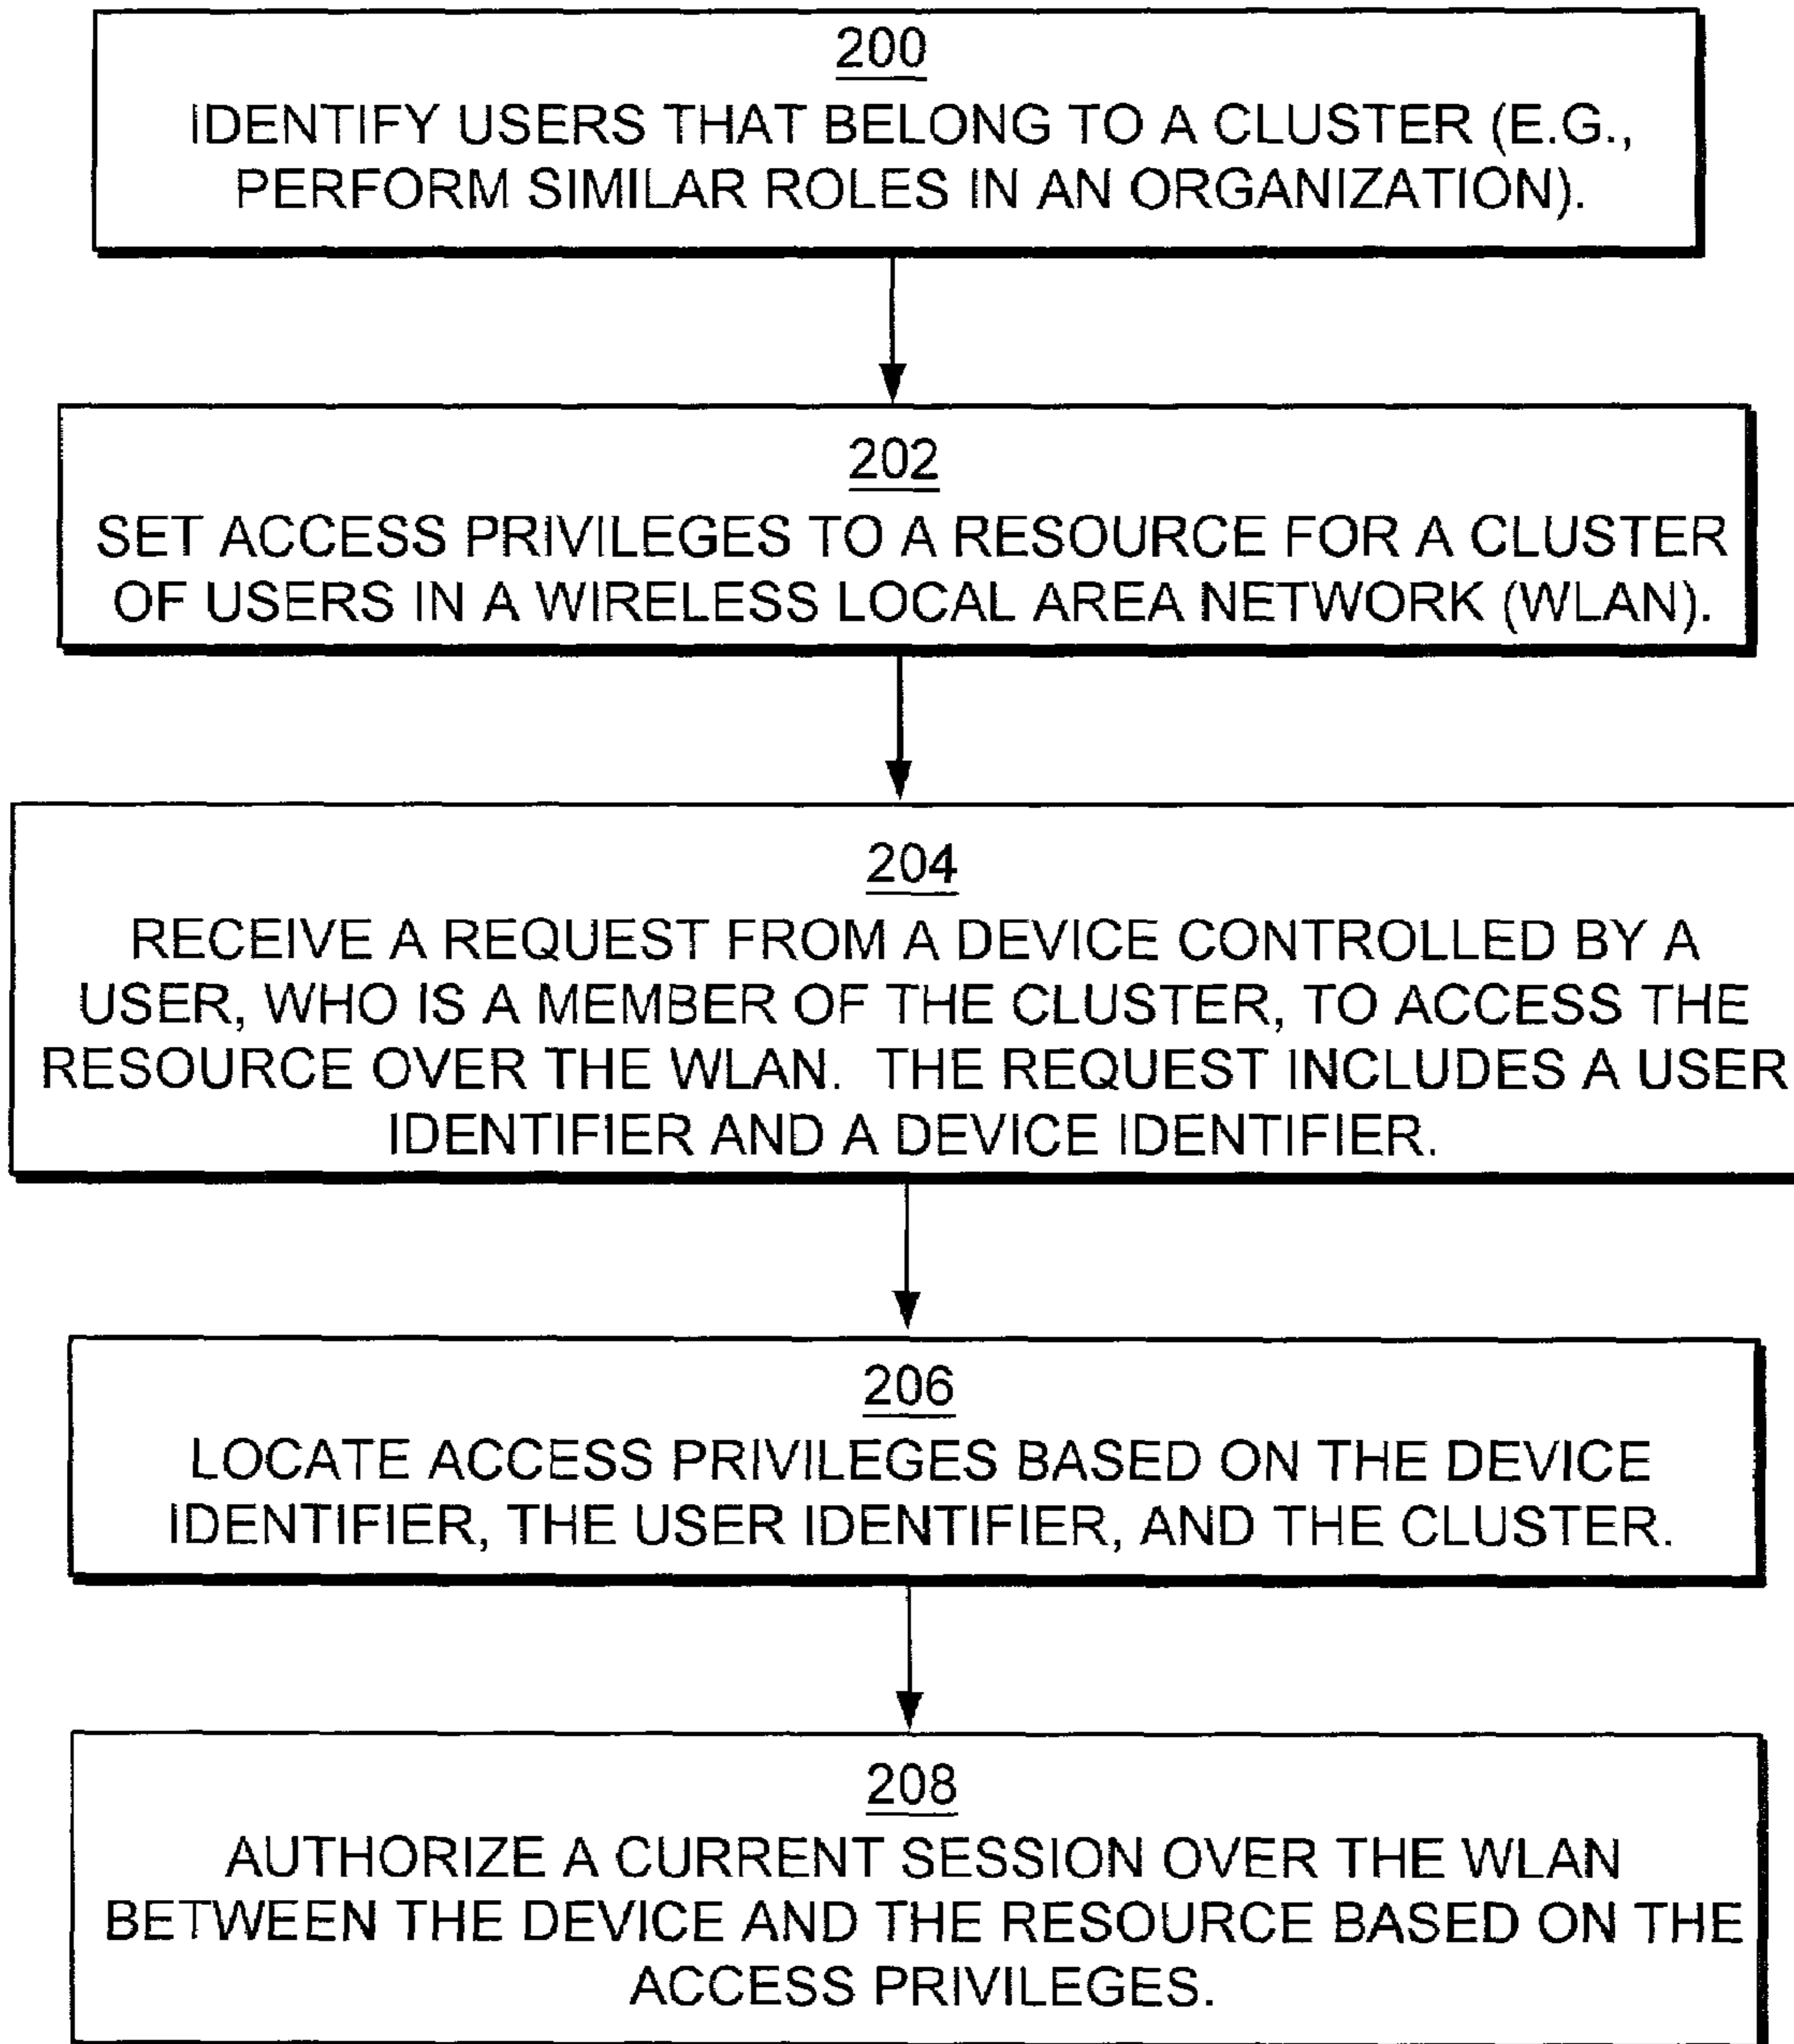 200
IDENTIFY USERS THAT BELONG TO A CLUSTER (E.G.,
PERFORM SIMILAR ROLES IN AN ORGANIZATION).
202
SET ACCESS PRIVILEGES TO A RESOURCE FOR A CLUSTER
OF USERS IN A WIRELESS LOCAL AREA NETWORK (WLAN).
204
RECEIVE A REQUEST FROM A DEVICE CONTROLLED BY A
USER, WHO IS A MEMBER OF THE CLUSTER, TO ACCESS THE
RESOURCE OVER THE WLAN. THE REQUEST INCLUDES A USER
IDENTIFIER AND A DEVICE IDENTIFIER.
206
LOCATE ACCESS PRIVILEGES BASED ON THE DEVICE
IDENTIFIER, THE USER IDENTIFIER, AND THE CLUSTER.
208
AUTHORIZE A CURRENT SESSION OVER THE WLAN
BETWEEN THE DEVICE AND THE RESOURCE BASED ON THE
ACCESS PRIVILEGES.